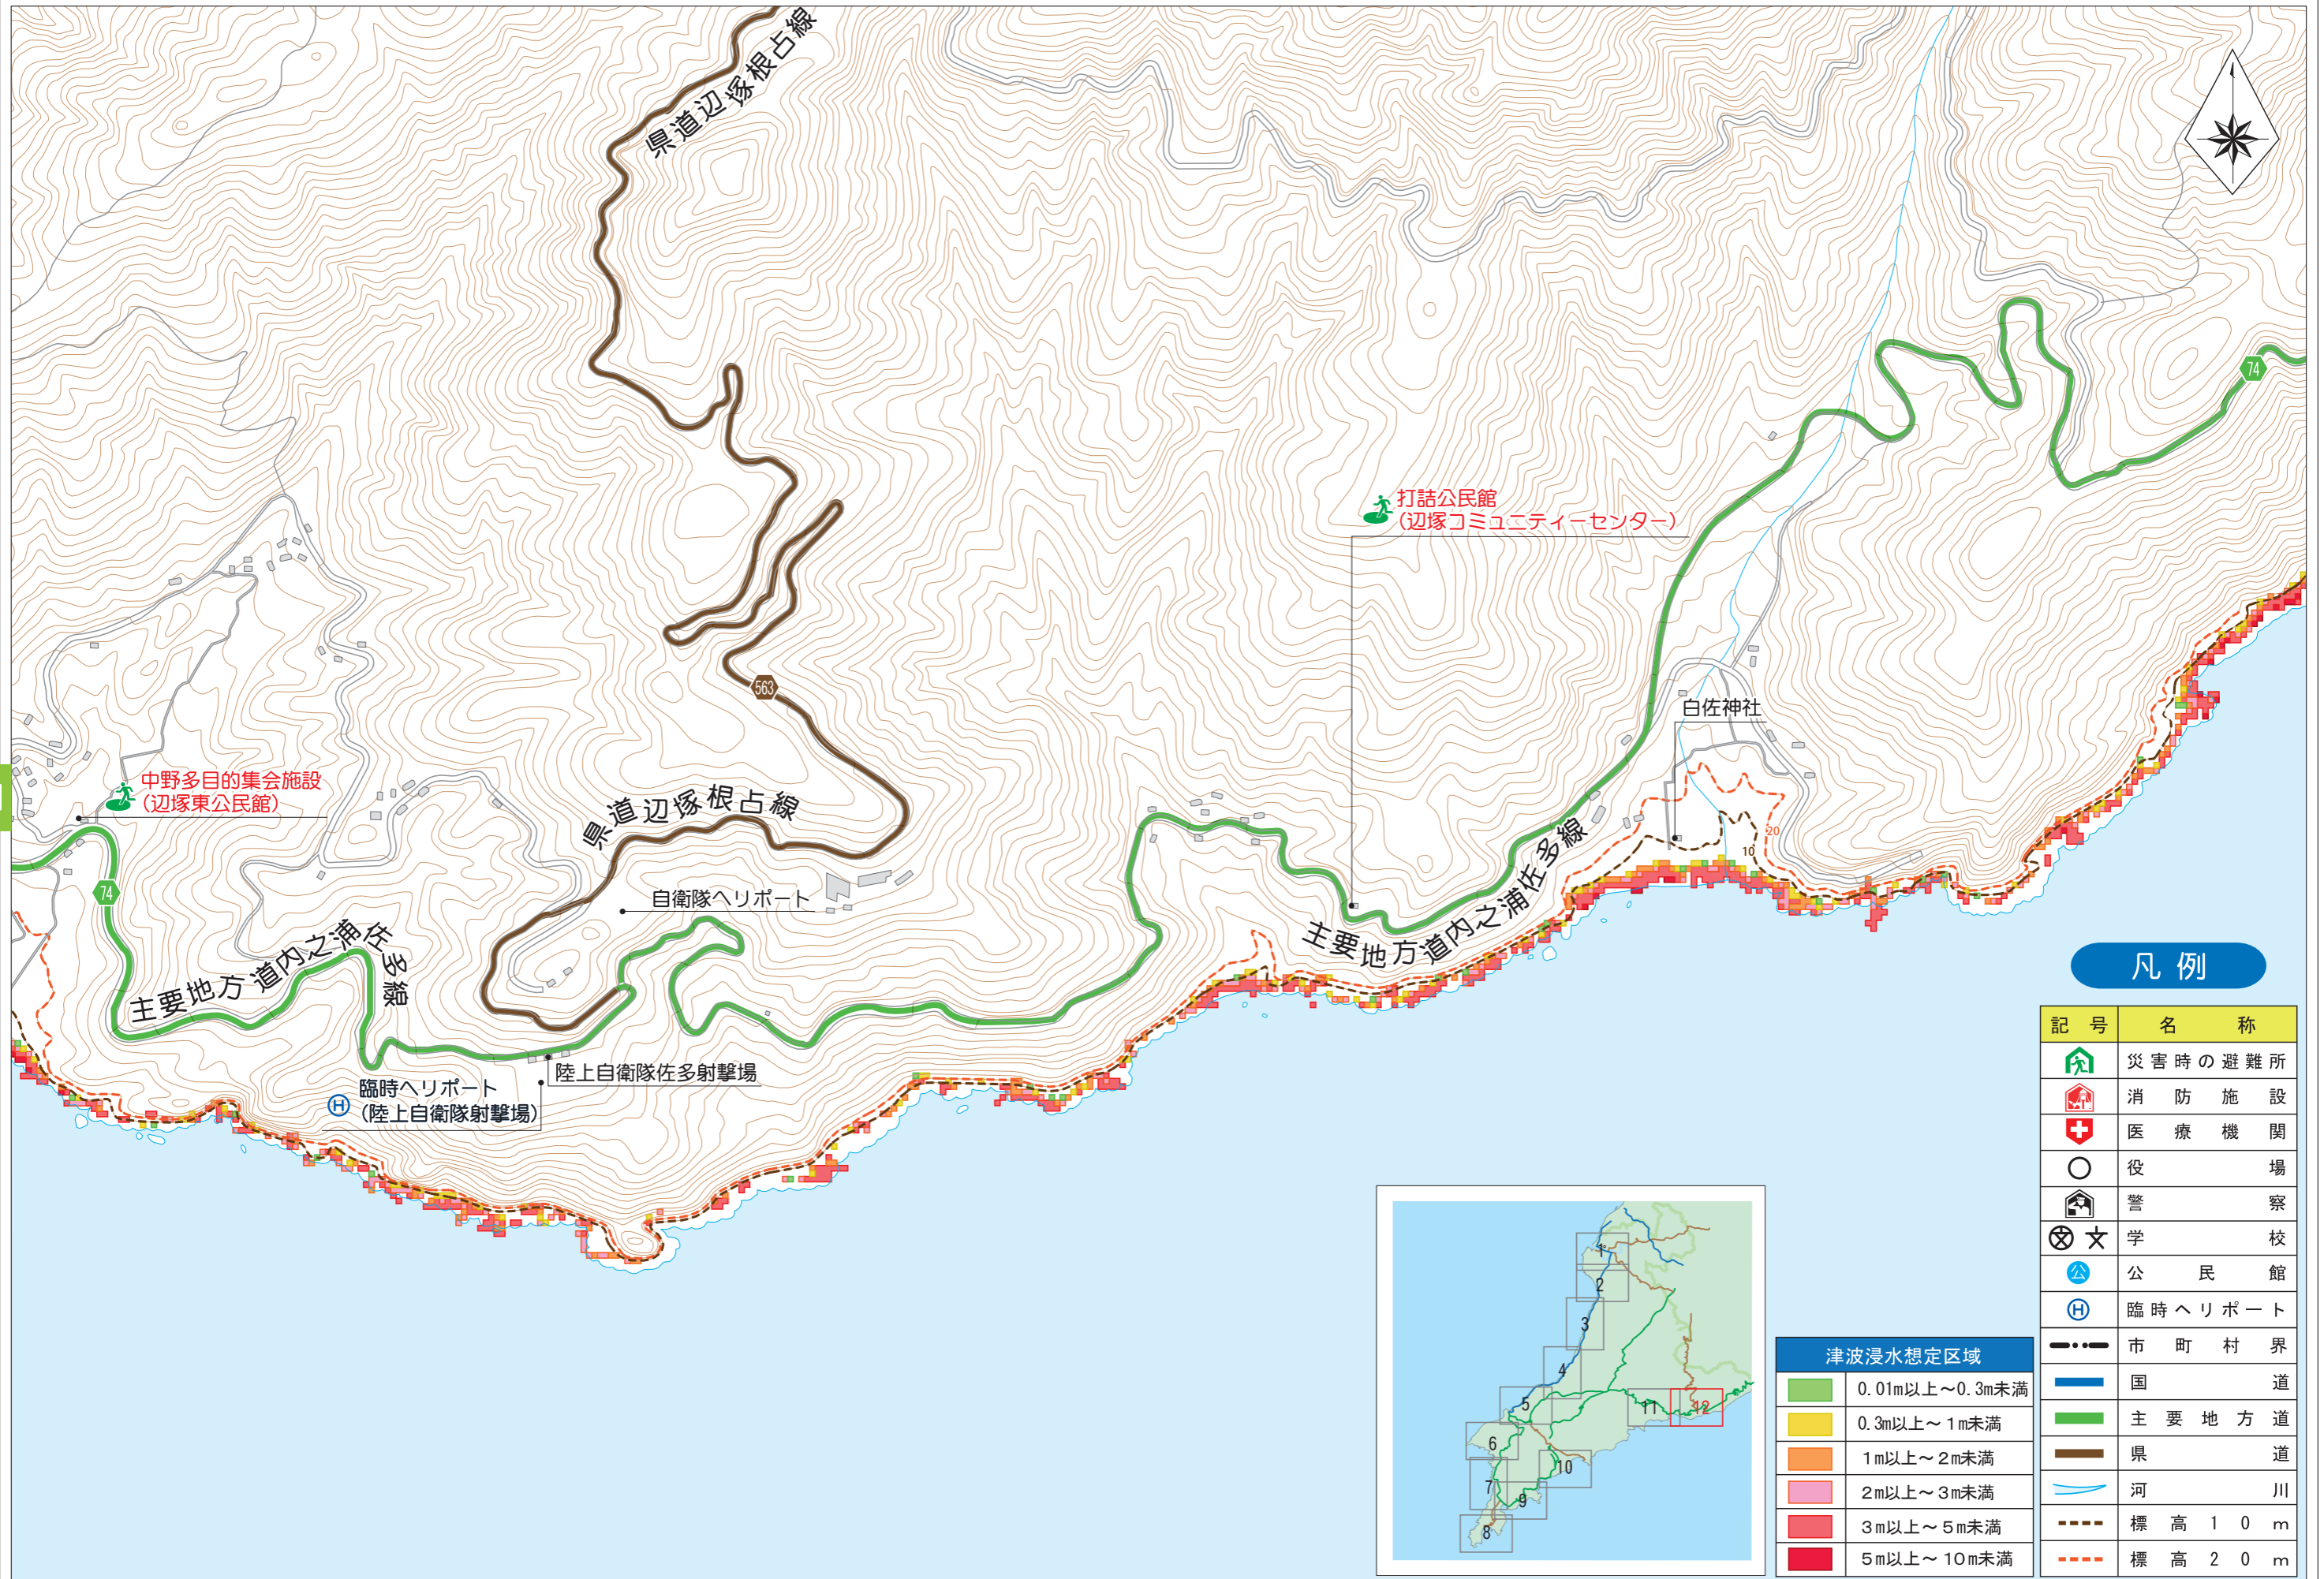 県道辺塚根占線
74
打詰公民館
(辺塚コミュニティーセンター)
563
白佐神社
中野多目的集会施設
(辺塚東公民館)
県道辺塚根占線
20
10
主要地方道内之浦佐多線
74
自衛隊ヘリポート
主要地方道内之浦佐多線
陸上自衛隊佐多射撃場
臨時ヘリポート
(陸上自衛隊射撃場)
H
凡例
記号 名称
災害時の避難所
消防施設
医療機関
役場
警察
文 文 学校
公 公民館
H 臨時ヘリポート
市町村界
国道
主要地方道
県道
河川
標高10m
標高20m
津波浸水想定区域
0.01m以上～0.3m未満
0.3m以上～1m未満
1m以上～2m未満
2m以上～3m未満
3m以上～5m未満
5m以上～10m未満
1
2
3
4
5
6
7
8
9
10
11
12